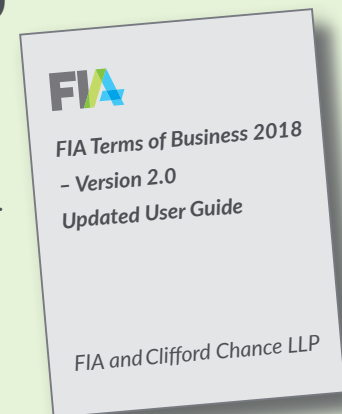 FIA
FIA Terms of Business 2018
– Version 2.0
Updated User Guide
FIA and Clifford Chance LLP